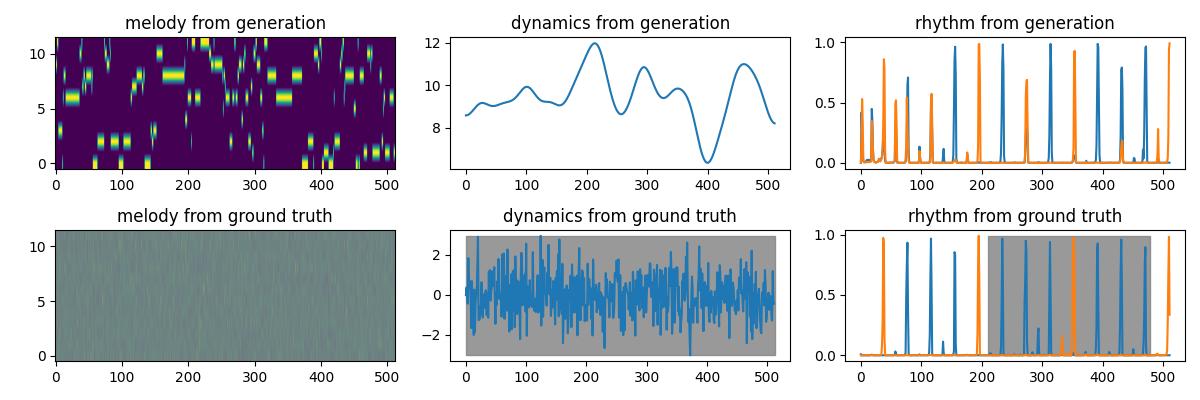 melody from generation
10
5
0
0 100 200 300 400 500
dynamics from generation
12
10
8
0 100 200 300 400 500
rhythm from generation
1.0
0.5
0.0
0 100 200 300 400 500
melody from ground truth
10
5
0
0 100 200 300 400 500
dynamics from ground truth
2
0
−2
0 100 200 300 400 500
rhythm from ground truth
1.0
0.5
0.0
0 100 200 300 400 500